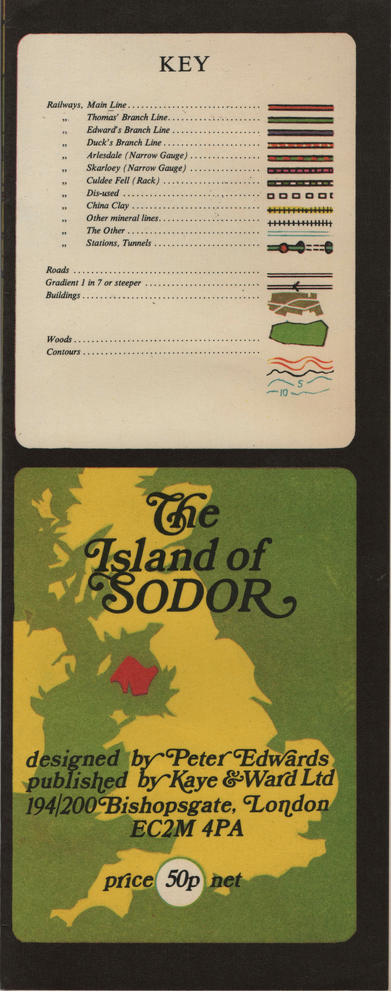 KEY
Railways, Main Line
„ Thomas' Branch Line
„ Edward's Branch Line
„ Duck's Branch Line
„ Arlesdale (Narrow Gauge)
„ Skarloey (Narrow Gauge)
„ Culdee Fell (Rack)
„ Dis-used
„ China Clay
„ Other mineral lines
„ The Other
„ Stations, Tunnels
Roads
Gradient 1 in 7 or steeper
Buildings
Woods
Contours
5
10
The
Island of
SODOR
designed by Peter Edwards
published by Kaye & Ward Ltd
194/200 Bishopsgate, London
EC2M 4PA
price 50p net